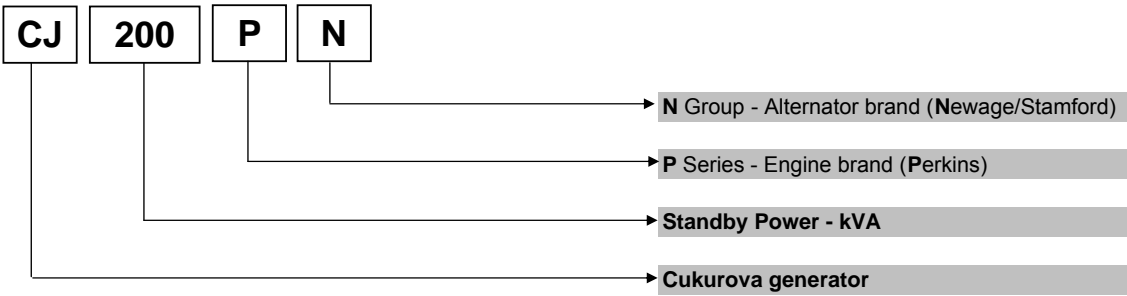 CJ 200 P N
N Group - Alternator brand (Newage/Stamford)
P Series - Engine brand (Perkins)
Standby Power - kVA
Cukurova generator